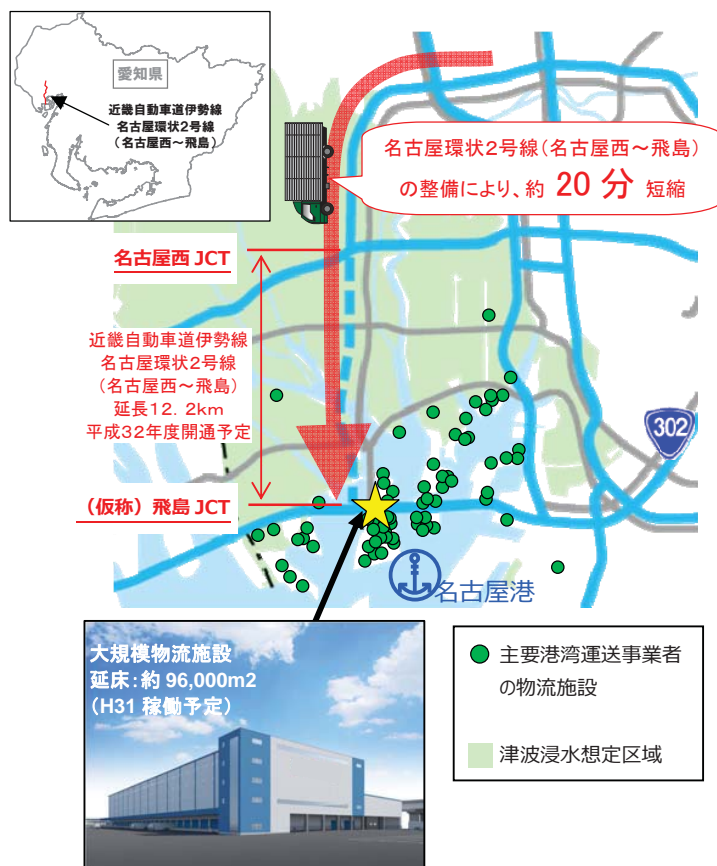 愛知県
近畿自動車道伊勢線
名古屋環状2号線
（名古屋西～飛島）
名古屋環状2号線(名古屋西～飛島)
の整備により、約 20 分 短縮
名古屋西 JCT
近畿自動車道伊勢線
名古屋環状2号線
（名古屋西～飛島）
延長12．2km
平成32年度開通予定
302
（仮称）飛島 JCT
名古屋港
大規模物流施設
延床：約 96,000m2
（H31 稼働予定）
主要港湾運送事業者
の物流施設
津波浸水想定区域